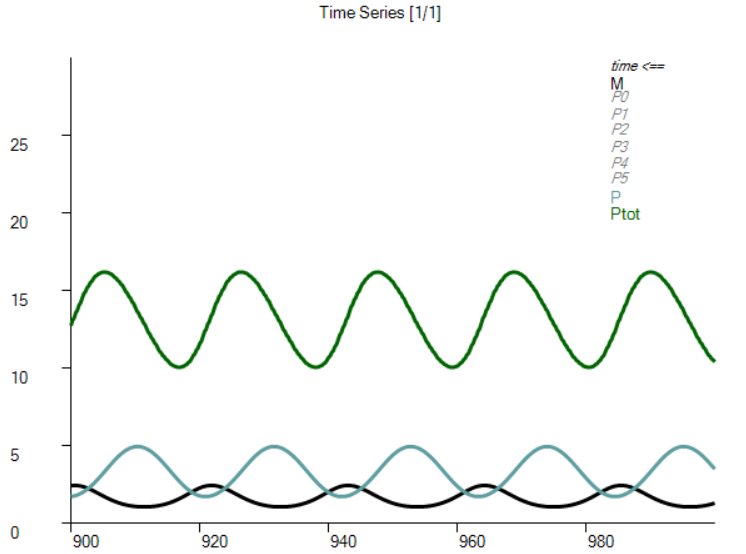 Time Series [1/1]
time <==
M
P0
P1
P2
P3
P4
P5
P
Ptot
25
20
15
10
5
0
900 920 940 960 980